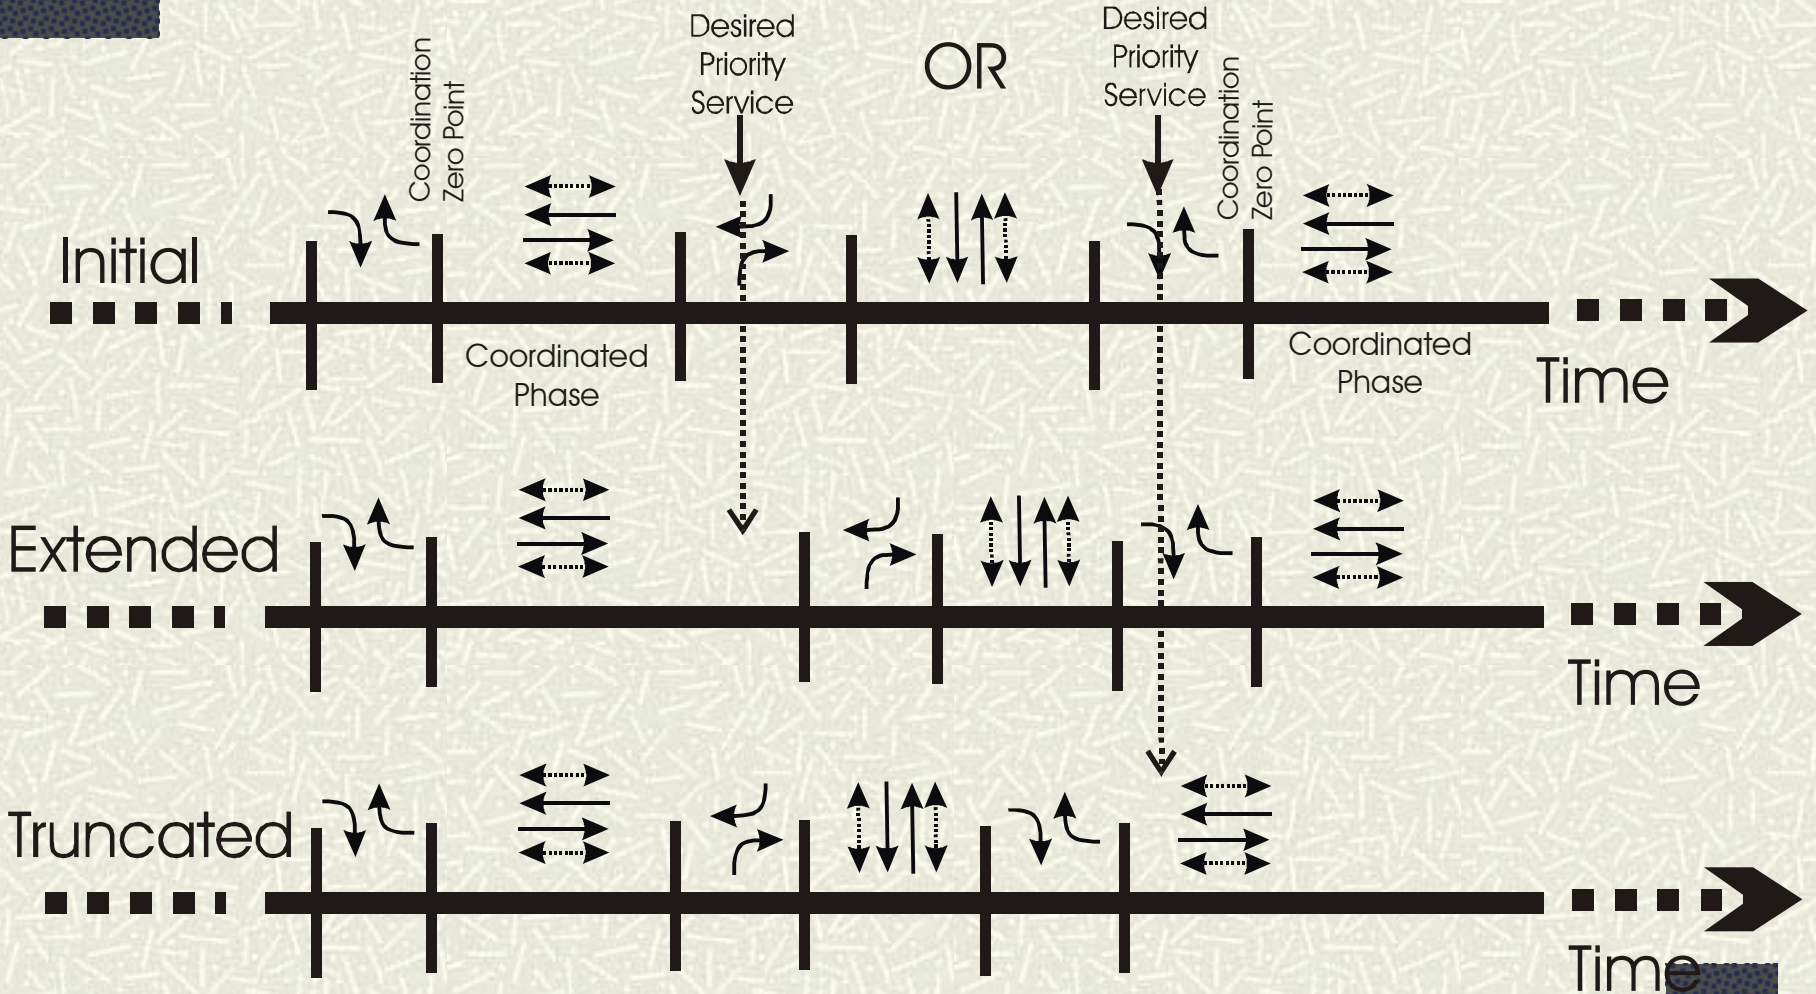 Desired
Priority
Service
OR
Desired
Priority
Service
Coordination
Zero Point
Coordination
Zero Point
Initial
Coordinated
Phase
Coordinated
Phase
Time
Extended
Time
Truncated
Time